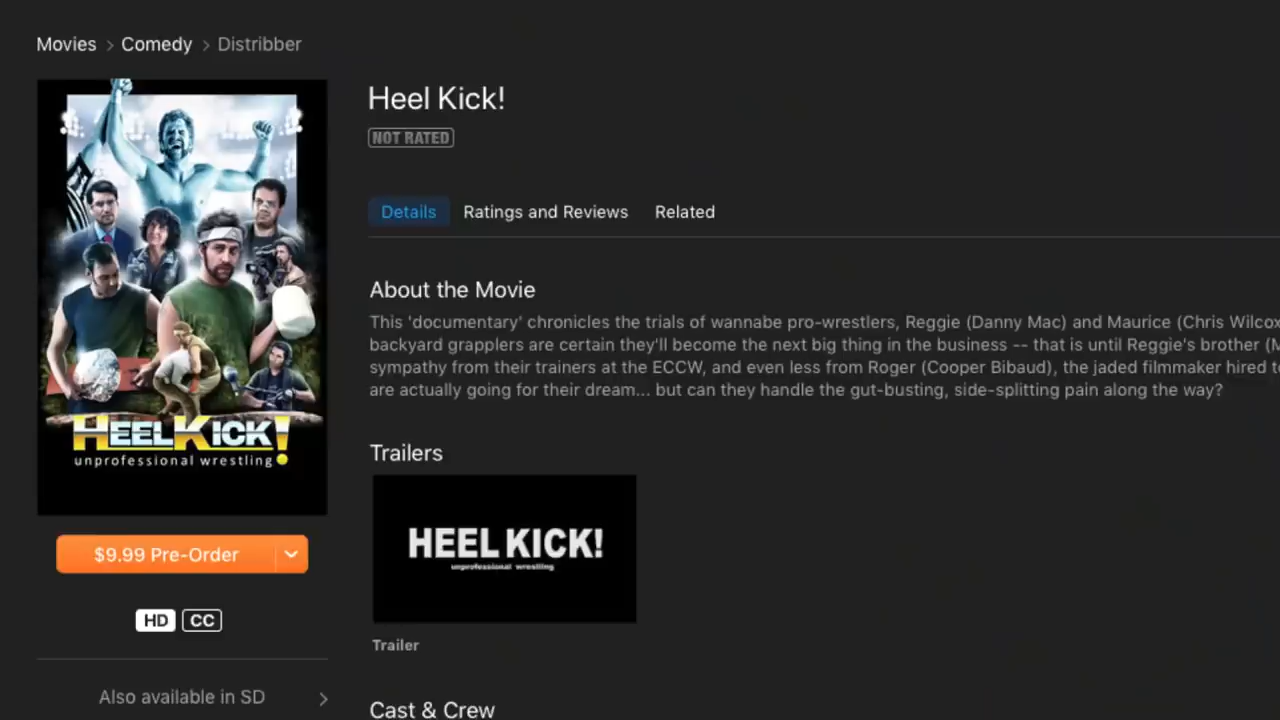 Movies > Comedy > Distribber
Heel Kick!
NOT RATED
Details Ratings and Reviews Related
About the Movie
This 'documentary' chronicles the trials of wannabe pro-wrestlers, Reggie (Danny Mac) and Maurice (Chris Wilcox
backyard grapplers are certain they'll become the next big thing in the business -- that is until Reggie's brother (M
sympathy from their trainers at the ECCW, and even less from Roger (Cooper Bibaud), the jaded filmmaker hired to
are actually going for their dream... but can they handle the gut-busting, side-splitting pain along the way?
HEEL KICK!
unprofessional wrestling
$9.99 Pre-Order
HD CC
Also available in SD >
Trailers
HEEL KICK!
unprofessional wrestling
Trailer
Cast & Crew